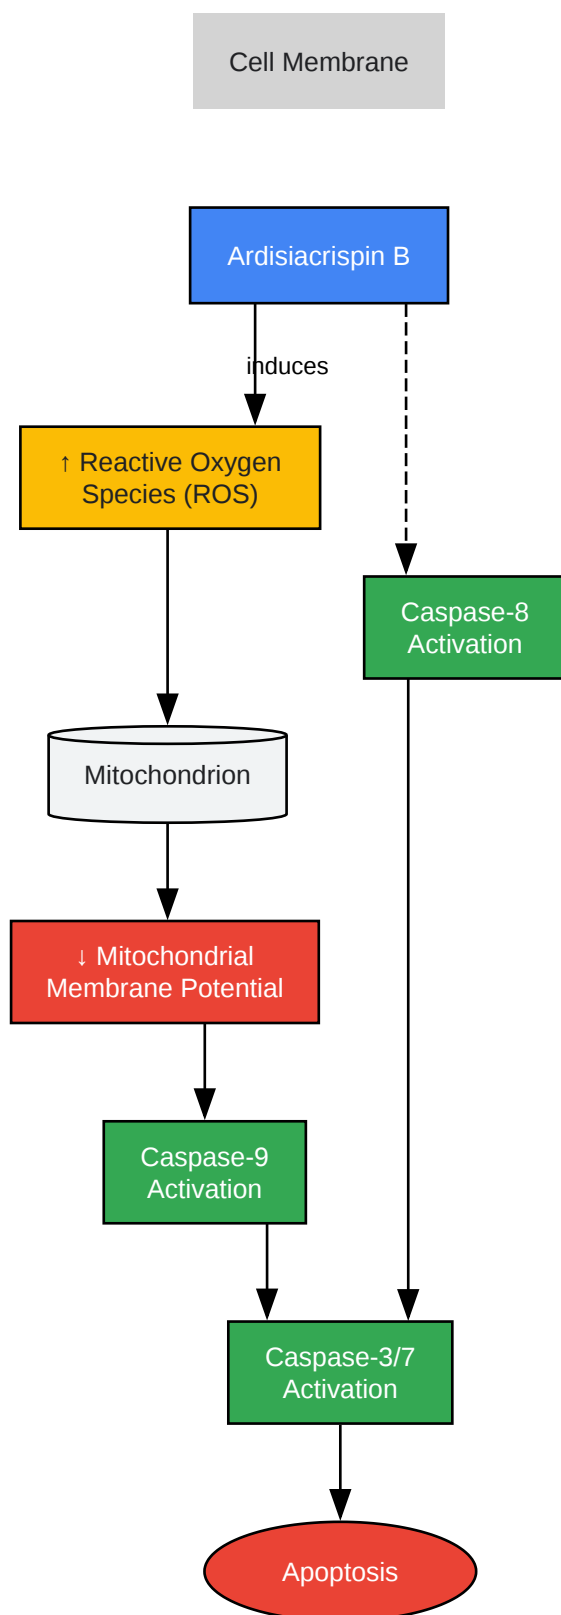 Cell Membrane
Ardisiacrispin B
induces
↑ Reactive Oxygen
Species (ROS)
Caspase-8
Activation
Mitochondrion
↓ Mitochondrial
Membrane Potential
Caspase-9
Activation
Caspase-3/7
Activation
Apoptosis